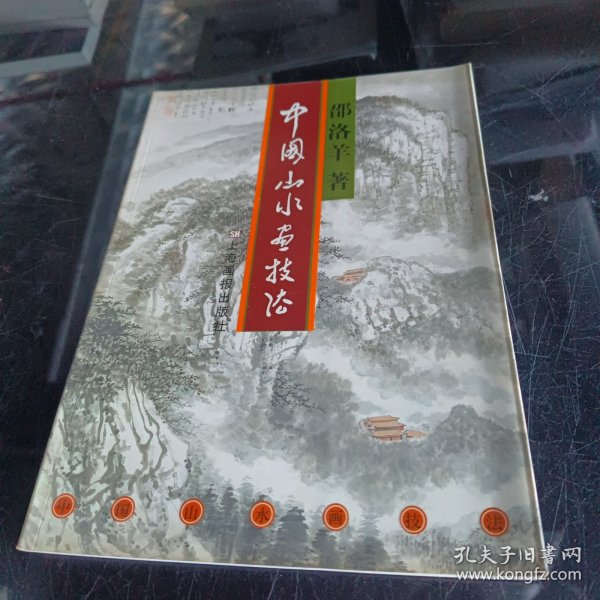 邵洛羊 著
中國山水画技法
SH 上海画报出版社
中国山水画技法
孔夫子旧书网
www.kongfz.com